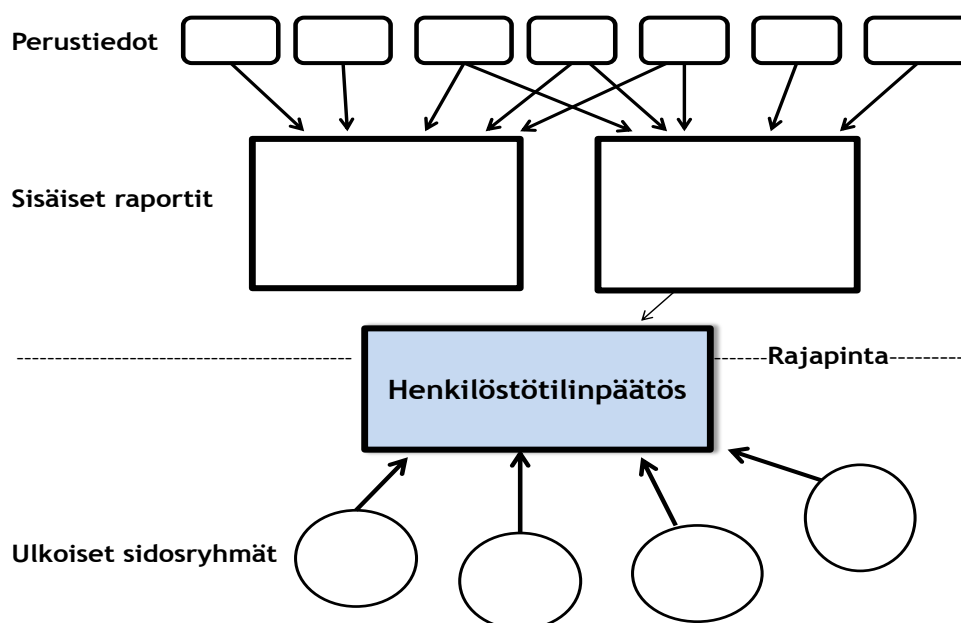 Perustiedot
Sisäiset raportit
Rajapinta
Henkilöstötilinpäätös
Ulkoiset sidosryhmät